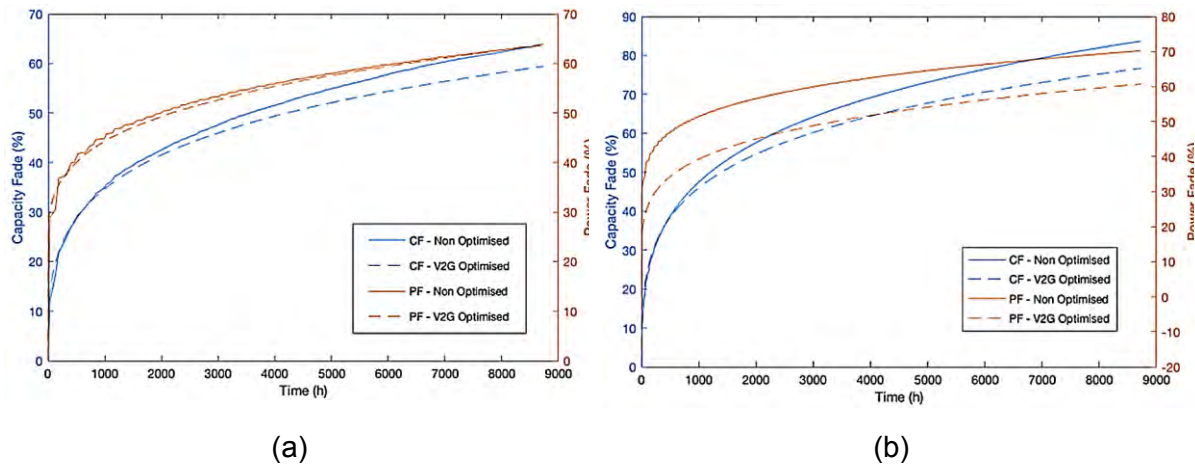 70
60
50
40
30
20
10
0
Capacity Fade (%)
70
60
50
40
30
20
10
0
Power Fade (%)
CF - Non Optimised
CF - V2G Optimised
PF - Non Optimised
PF - V2G Optimised
0 1000 2000 3000 4000 5000 6000 7000 8000 9000
Time (h)
(a)
90
80
70
60
50
40
30
20
10
0
Capacity Fade (%)
80
70
60
50
40
30
20
10
0
-10
-20
Power Fade (%)
CF - Non Optimised
CF - V2G Optimised
PF - Non Optimised
PF - V2G Optimised
0 1000 2000 3000 4000 5000 6000 7000 8000 9000
Time (h)
(b)